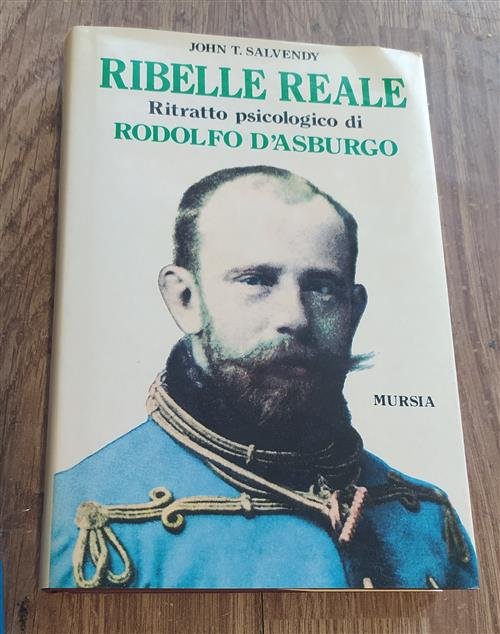 JOHN T. SALVENDY
RIBELLE REALE
Ritratto psicologico di
RODOLFO D'ASBURGO
MURSIA